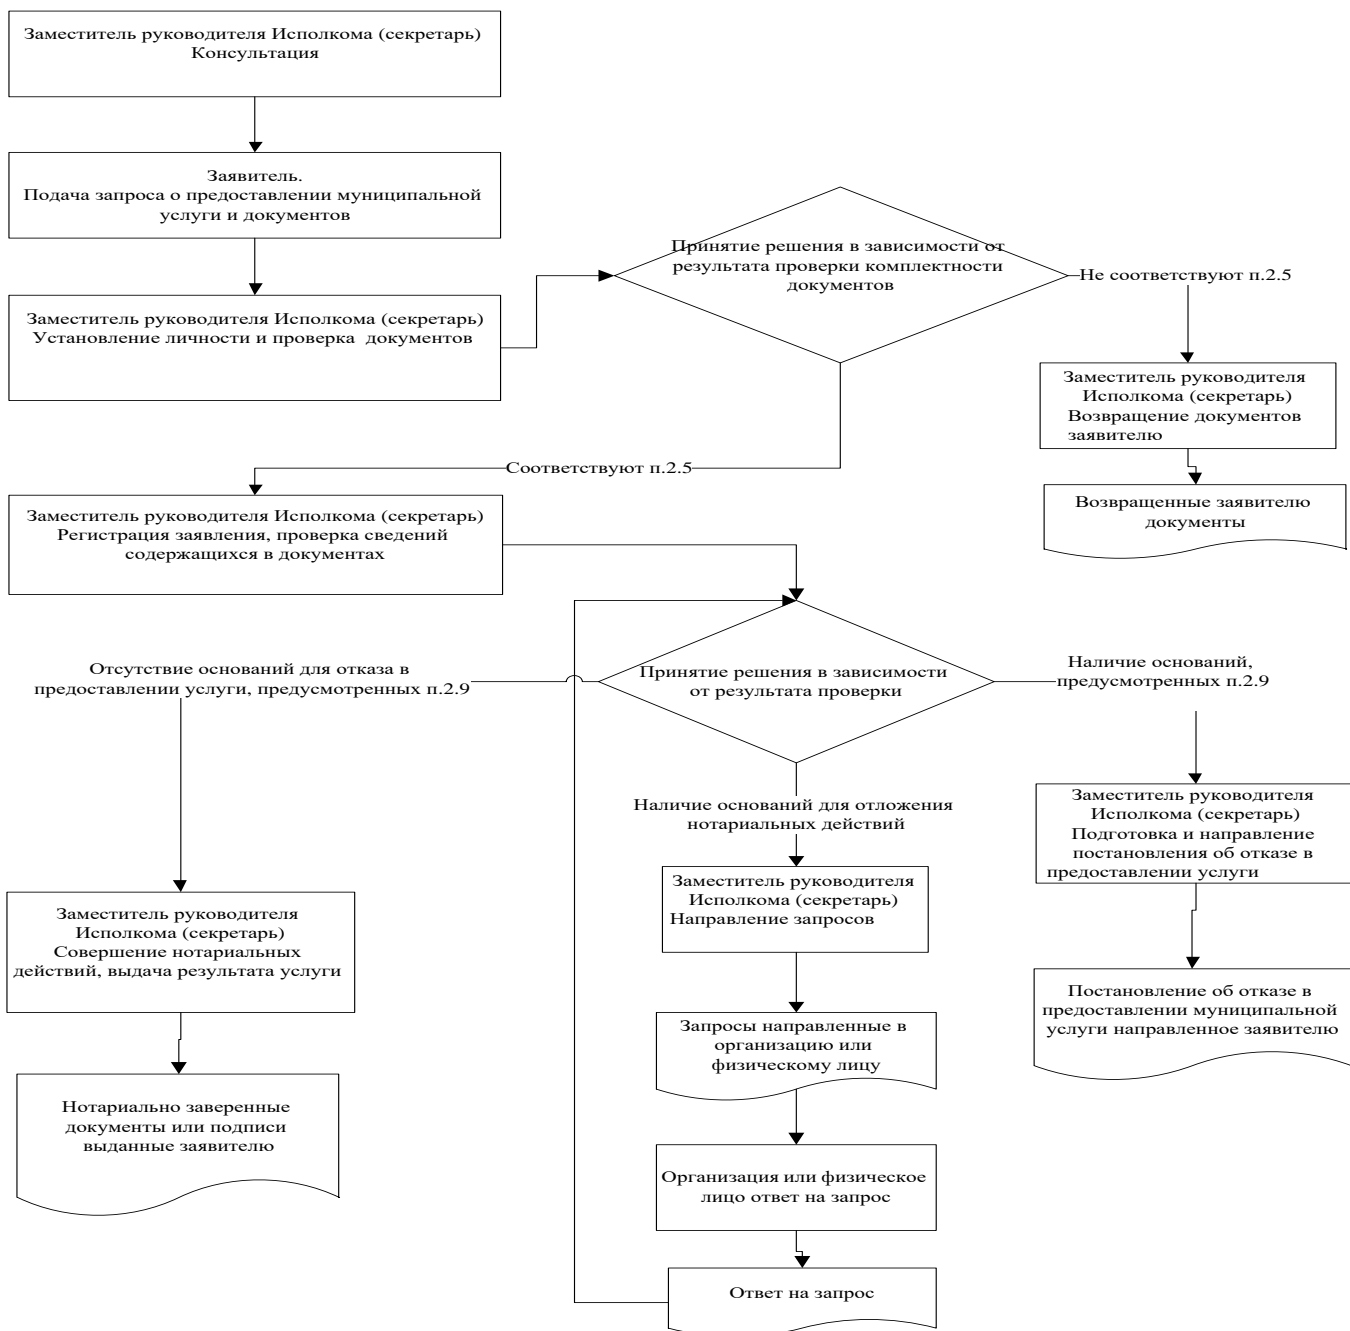 Заместитель руководителя Исполкома (секретарь)
Консультация
Заявитель.
Подача запроса о предоставлении муниципальной
услуги и документов
Заместитель руководителя Исполкома (секретарь)
Установление личности и проверка документов
Принятие решения в зависимости от
результата проверки комплектности
документов
Не соответствуют п.2.5
Заместитель руководителя
Исполкома (секретарь)
Возвращение документов
заявителю
Возвращенные заявителю
документы
Соответствуют п.2.5
Заместитель руководителя Исполкома (секретарь)
Регистрация заявления, проверка сведений
содержащихся в документах
Принятие решения в зависимости
от результата проверки
Отсутствие оснований для отказа в
предоставлении услуги, предусмотренных п.2.9
Наличие оснований,
предусмотренных п.2.9
Наличие оснований для отложения
нотариальных действий
Заместитель руководителя
Исполкома (секретарь)
Совершение нотариальных
действий, выдача результата услуги
Нотариально заверенные
документы или подписи
выданные заявителю
Заместитель руководителя
Исполкома (секретарь)
Направление запросов
Запросы направленные в
организацию или
физическому лицу
Организация или физическое
лицо ответ на запрос
Ответ на запрос
Заместитель руководителя
Исполкома (секретарь)
Подготовка и направление
постановления об отказе в
предоставлении услуги
Постановление об отказе в
предоставлении муниципальной
услуги направленное заявителю